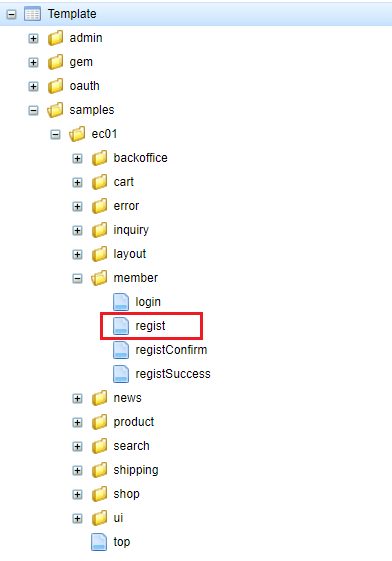 Template
admin
gem
oauth
samples
ec01
backoffice
cart
error
inquiry
layout
member
login
regist
registConfirm
registSuccess
news
product
search
shipping
shop
ui
top